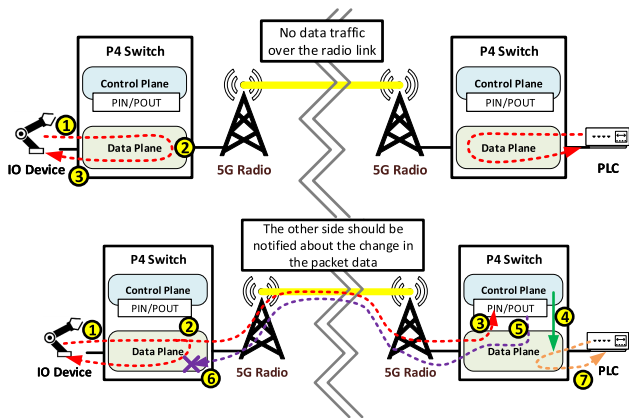 No data traffic
over the radio link
P4 Switch
Control Plane
PIN/POUT
Data Plane
1
2
3
IO Device
5G Radio
5G Radio
P4 Switch
Control Plane
PIN/POUT
Data Plane
PLC
The other side should be
notified about the change in
the packet data
P4 Switch
Control Plane
PIN/POUT
Data Plane
1
2
6
IO Device
5G Radio
5G Radio
P4 Switch
Control Plane
PIN/POUT
3
5
4
Data Plane
7
PLC